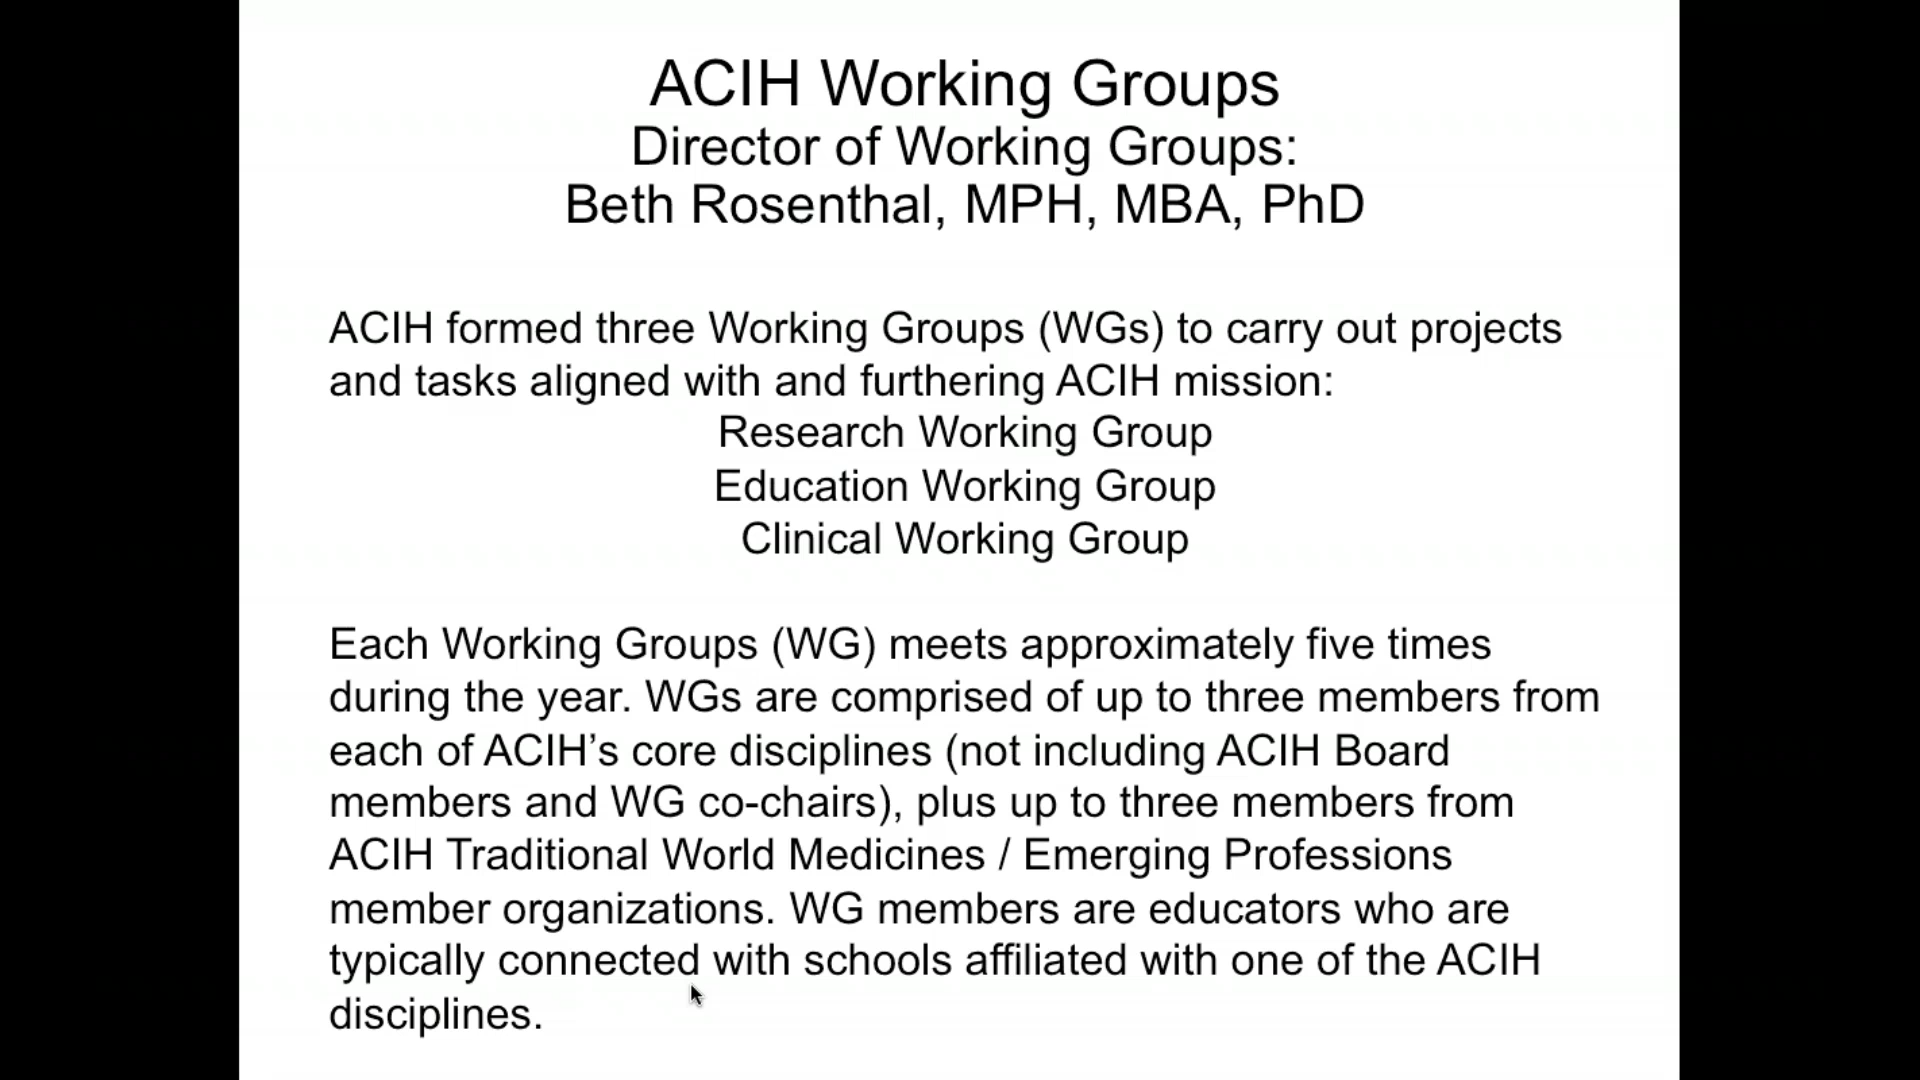 ACIH Working Groups
Director of Working Groups:
Beth Rosenthal, MPH, MBA, PhD
ACIH formed three Working Groups (WGs) to carry out projects
and tasks aligned with and furthering ACIH mission:
Research Working Group
Education Working Group
Clinical Working Group
Each Working Groups (WG) meets approximately five times
during the year. WGs are comprised of up to three members from
each of ACIH’s core disciplines (not including ACIH Board
members and WG co-chairs), plus up to three members from
ACIH Traditional World Medicines / Emerging Professions
member organizations. WG members are educators who are
typically connected with schools affiliated with one of the ACIH
disciplines.